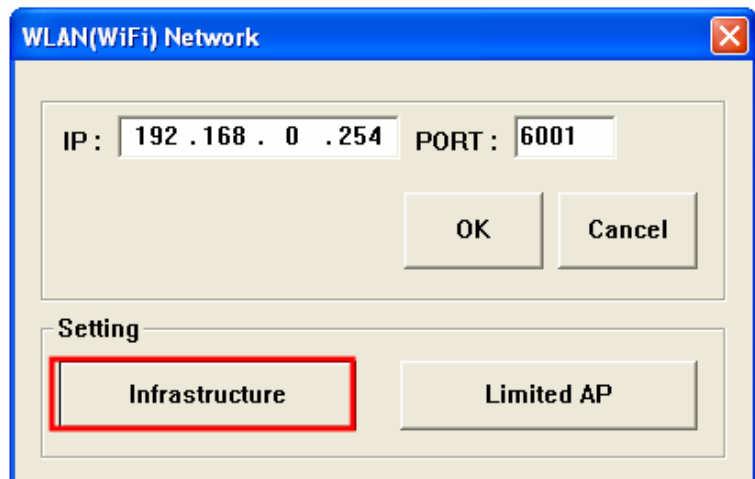 WLAN(WiFi) Network
IP : 192 .168 . 0 .254 PORT : 6001
OK Cancel
Setting
Infrastructure Limited AP